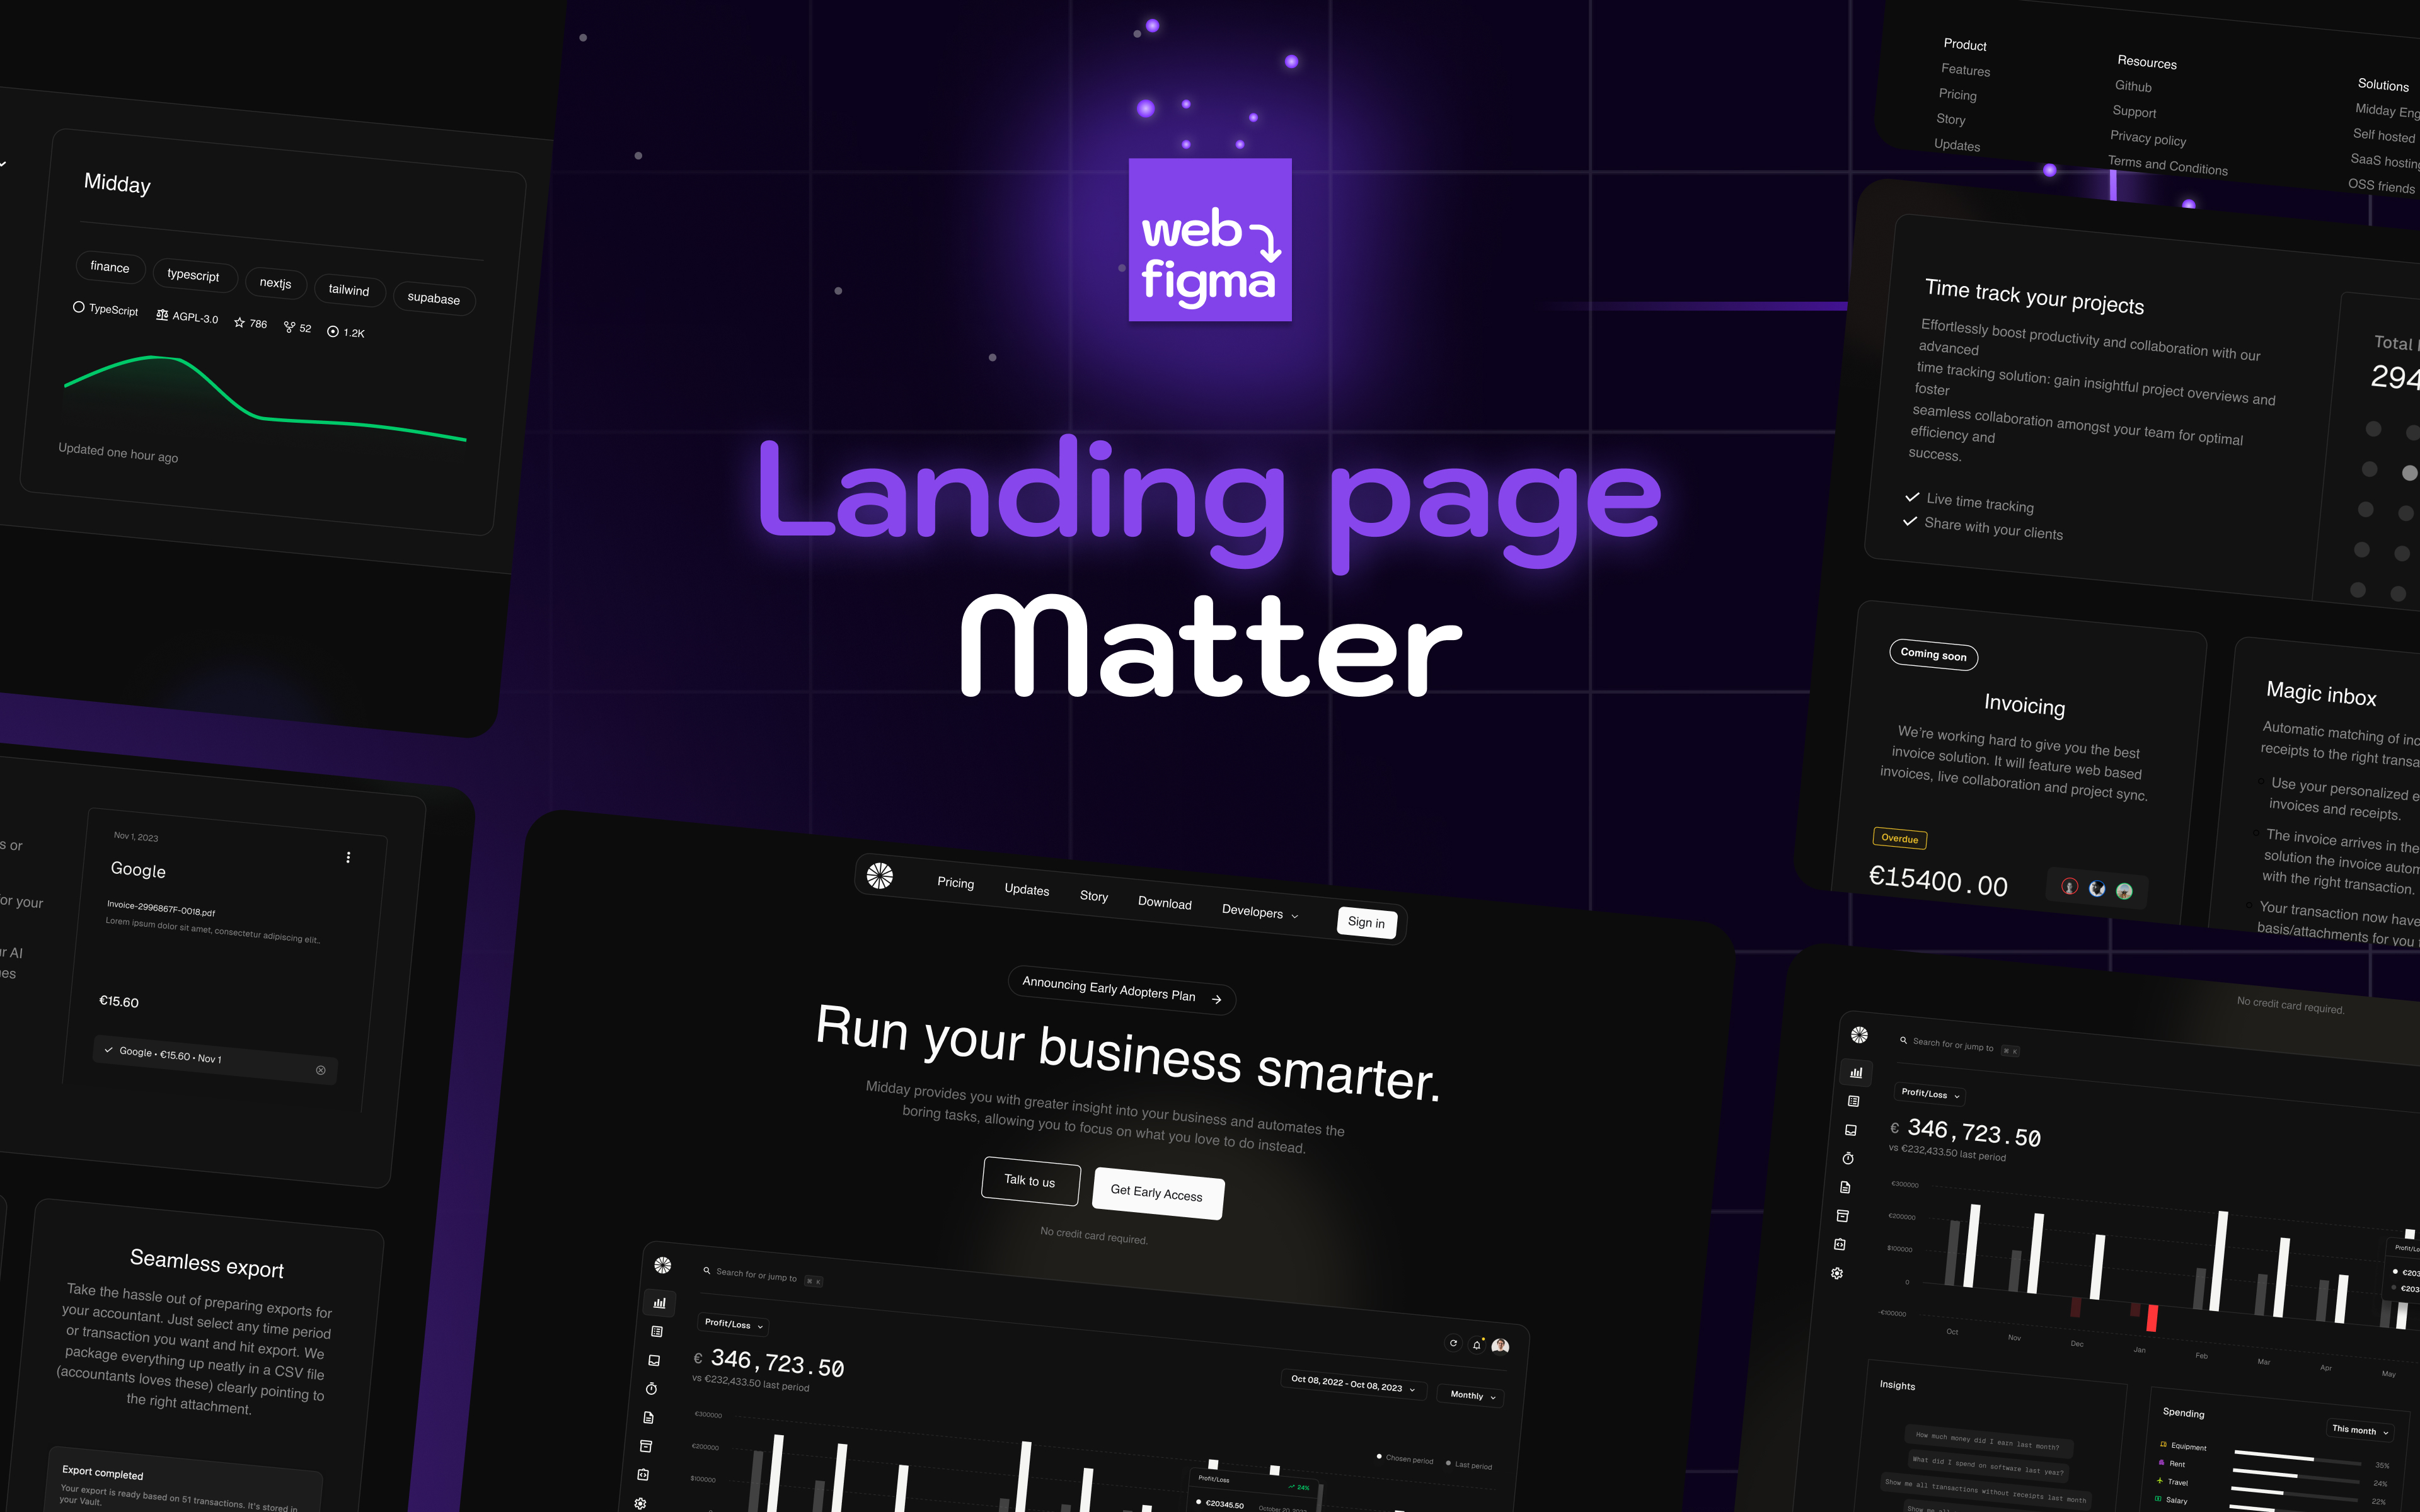 web
figma
Landing page
Matter
Midday
finance
typescript
nextjs
tailwind
supabase
TypeScript
AGPL-3.0
786
52
1.2K
Updated one hour ago
Product
Features
Pricing
Story
Updates
Resources
Github
Support
Privacy policy
Terms and Conditions
Solutions
Midday Eng
Self hosted
SaaS hosting
OSS friends
Time track your projects
Effortlessly boost productivity and collaboration with our
advanced
time tracking solution: gain insightful project overviews and
foster
seamless collaboration amongst your team for optimal
efficiency and
success.
Live time tracking
Share with your clients
Total
294
Coming soon
Invoicing
We're working hard to give you the best
invoice solution. It will feature web based
invoices, live collaboration and project sync.
Overdue
€15400.00
Magic inbox
Automatic matching of inc
receipts to the right transa
Use your personalized e
invoices and receipts.
The invoice arrives in the
solution the invoice autom
with the right transaction.
Your transaction now have
basis/attachments for you
s or
or your
r AI
nes
Nov 1, 2023
Google
Invoice-2996867F-0018.pdf
Lorem ipsum dolor sit amet, consectetur adipiscing elit..
€15.60
Google • €15.60 • Nov 1
Seamless export
Take the hassle out of preparing exports for
your accountant. Just select any time period
or transaction you want and hit export. We
package everything up neatly in a CSV file
(accountants loves these) clearly pointing to
the right attachment.
Export completed
Your export is ready based on 51 transactions. It's stored in
your Vault.
Pricing
Updates
Story
Download
Developers
Sign in
Announcing Early Adopters Plan
Run your business smarter.
Midday provides you with greater insight into your business and automates the
boring tasks, allowing you to focus on what you love to do instead.
Talk to us
Get Early Access
No credit card required.
Search for or jump to
⌘ K
Profit/Loss
€ 346,723.50
vs €232,433.50 last period
Oct 08, 2022 - Oct 08, 2023
Monthly
Chosen period
Last period
€300000
€200000
$100000
Profit/Loss
24%
€20345.50
October 20, 2022
No credit card required.
Search for or jump to
⌘ K
Profit/Loss
€ 346,723.50
vs €232,433.50 last period
€300000
€200000
$100000
0
-€100000
Oct
Nov
Dec
Jan
Feb
Mar
Apr
May
Profit/Lo
€203
€203
Insights
How much money did I earn last month?
What did I spend on software last year?
Show me all transactions without receipts last month
Show me all
Spending
This month
Equipment
35%
Rent
24%
Travel
22%
Salary